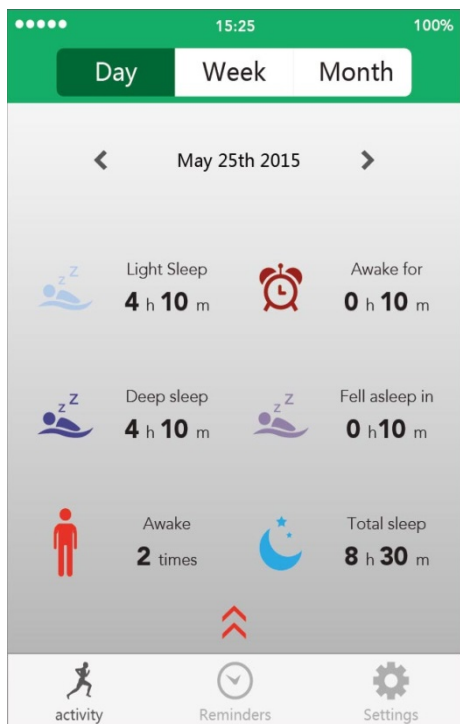 15:25 100%
Day Week Month
May 25th 2015
Light Sleep Awake for
4 h 10 m 0 h 10 m
Deep sleep Fell asleep in
4 h 10 m 0 h 10 m
Awake Total sleep
2 times 8 h 30 m
activity Reminders Settings